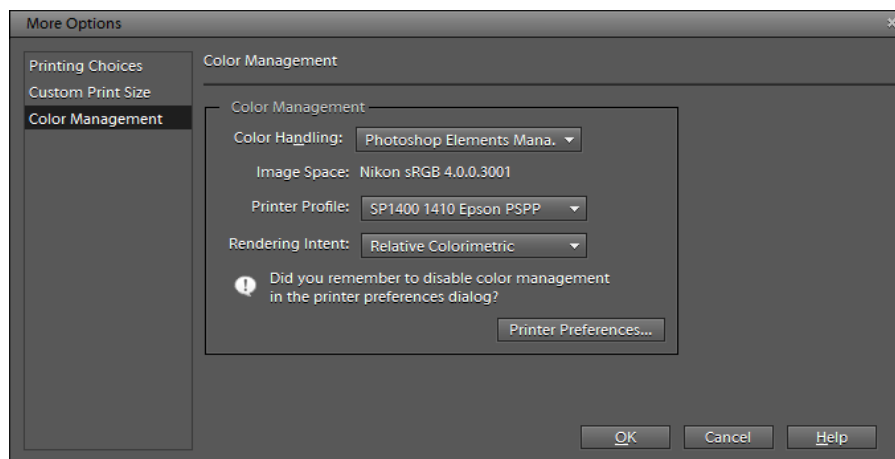 More Options
Printing Choices
Custom Print Size
Color Management
Color Management
Color Management
Color Handling: Photoshop Elements Mana.
Image Space: Nikon sRGB 4.0.0.3001
Printer Profile: SP1400 1410 Epson PSPP
Rendering Intent: Relative Colorimetric
Did you remember to disable color management
in the printer preferences dialog?
Printer Preferences...
OK Cancel Help